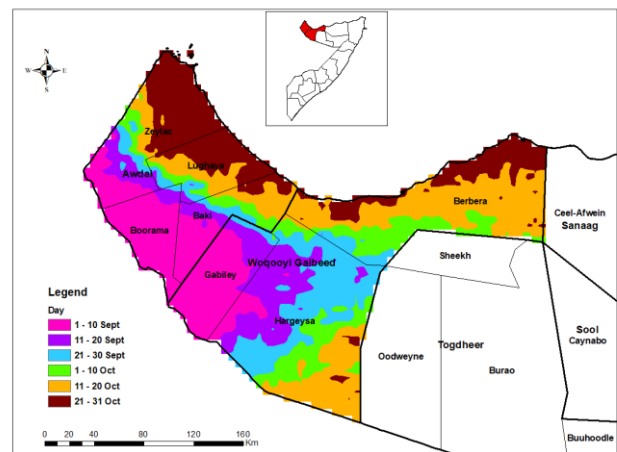 N
W E
S
Zeylac
Lughaya
Awdal
Berbera
Ceel-Afwein
Sanaag
Baki
Boorama
Woqooyi Galbeed
Sheekh
Gabiley
Legend
Day
1 - 10 Sept
11 - 20 Sept
21 - 30 Sept
1 - 10 Oct
11 - 20 Oct
21 - 31 Oct
Hargeysa
Sool
Caynabo
Togdheer
Oodweyne
Burao
Buuhoodle
0 20 40 80 120 160
Km